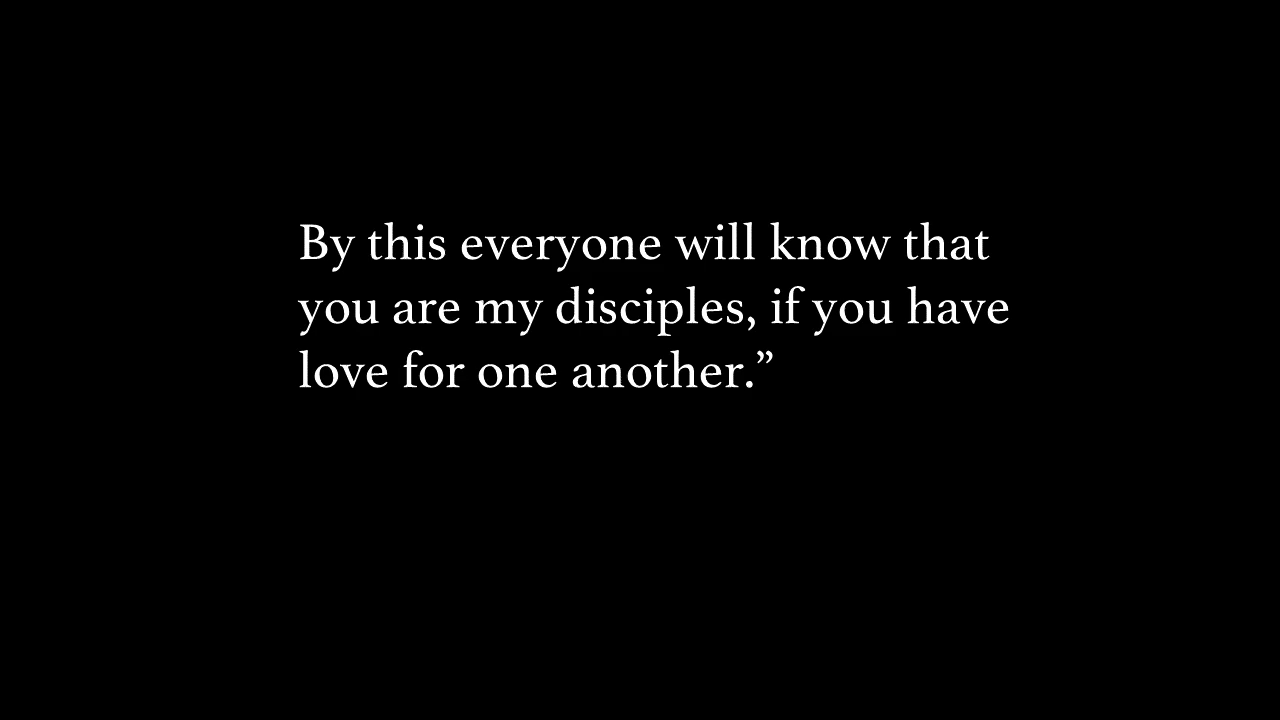 By this everyone will know that
you are my disciples, if you have
love for one another.”